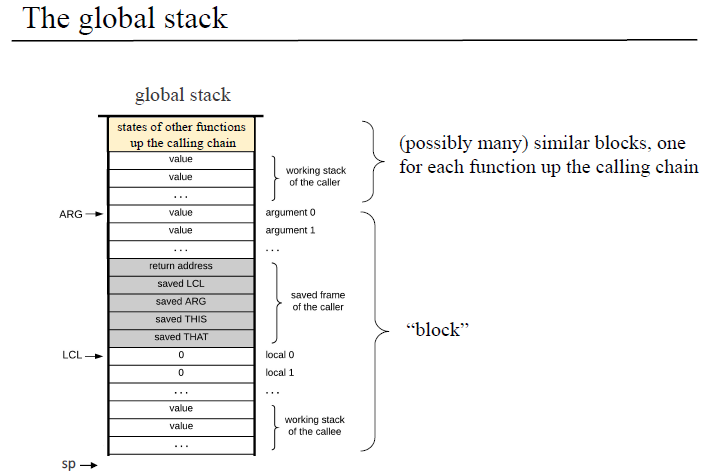 The global stack
global stack
states of other functions
up the calling chain
value
value
. . .
working stack
of the caller
(possibly many) similar blocks, one
for each function up the calling chain
ARG
value
argument 0
value
argument 1
. . .
. . .
return address
saved LCL
saved ARG
saved THIS
saved THAT
saved frame
of the caller
“block”
LCL
0
local 0
0
local 1
. . .
. . .
value
value
. . .
working stack
of the callee
sp